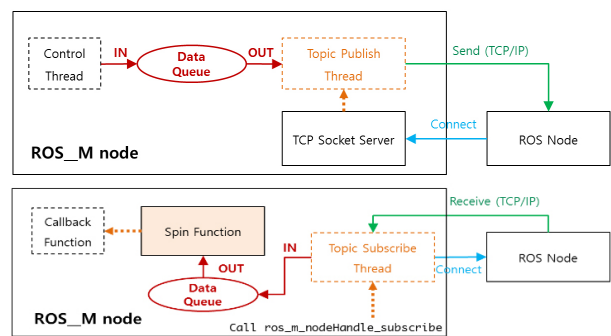 Control
Thread
IN
Data
Queue
OUT
Topic Publish
Thread
Send (TCP/IP)
TCP Socket Server
Connect
ROS Node
ROS__M node
Callback
Function
Spin Function
OUT
Data
Queue
IN
Topic Subscribe
Thread
Receive (TCP/IP)
Connect
ROS Node
ROS__M node
Call ros_m_nodeHandle_subscribe